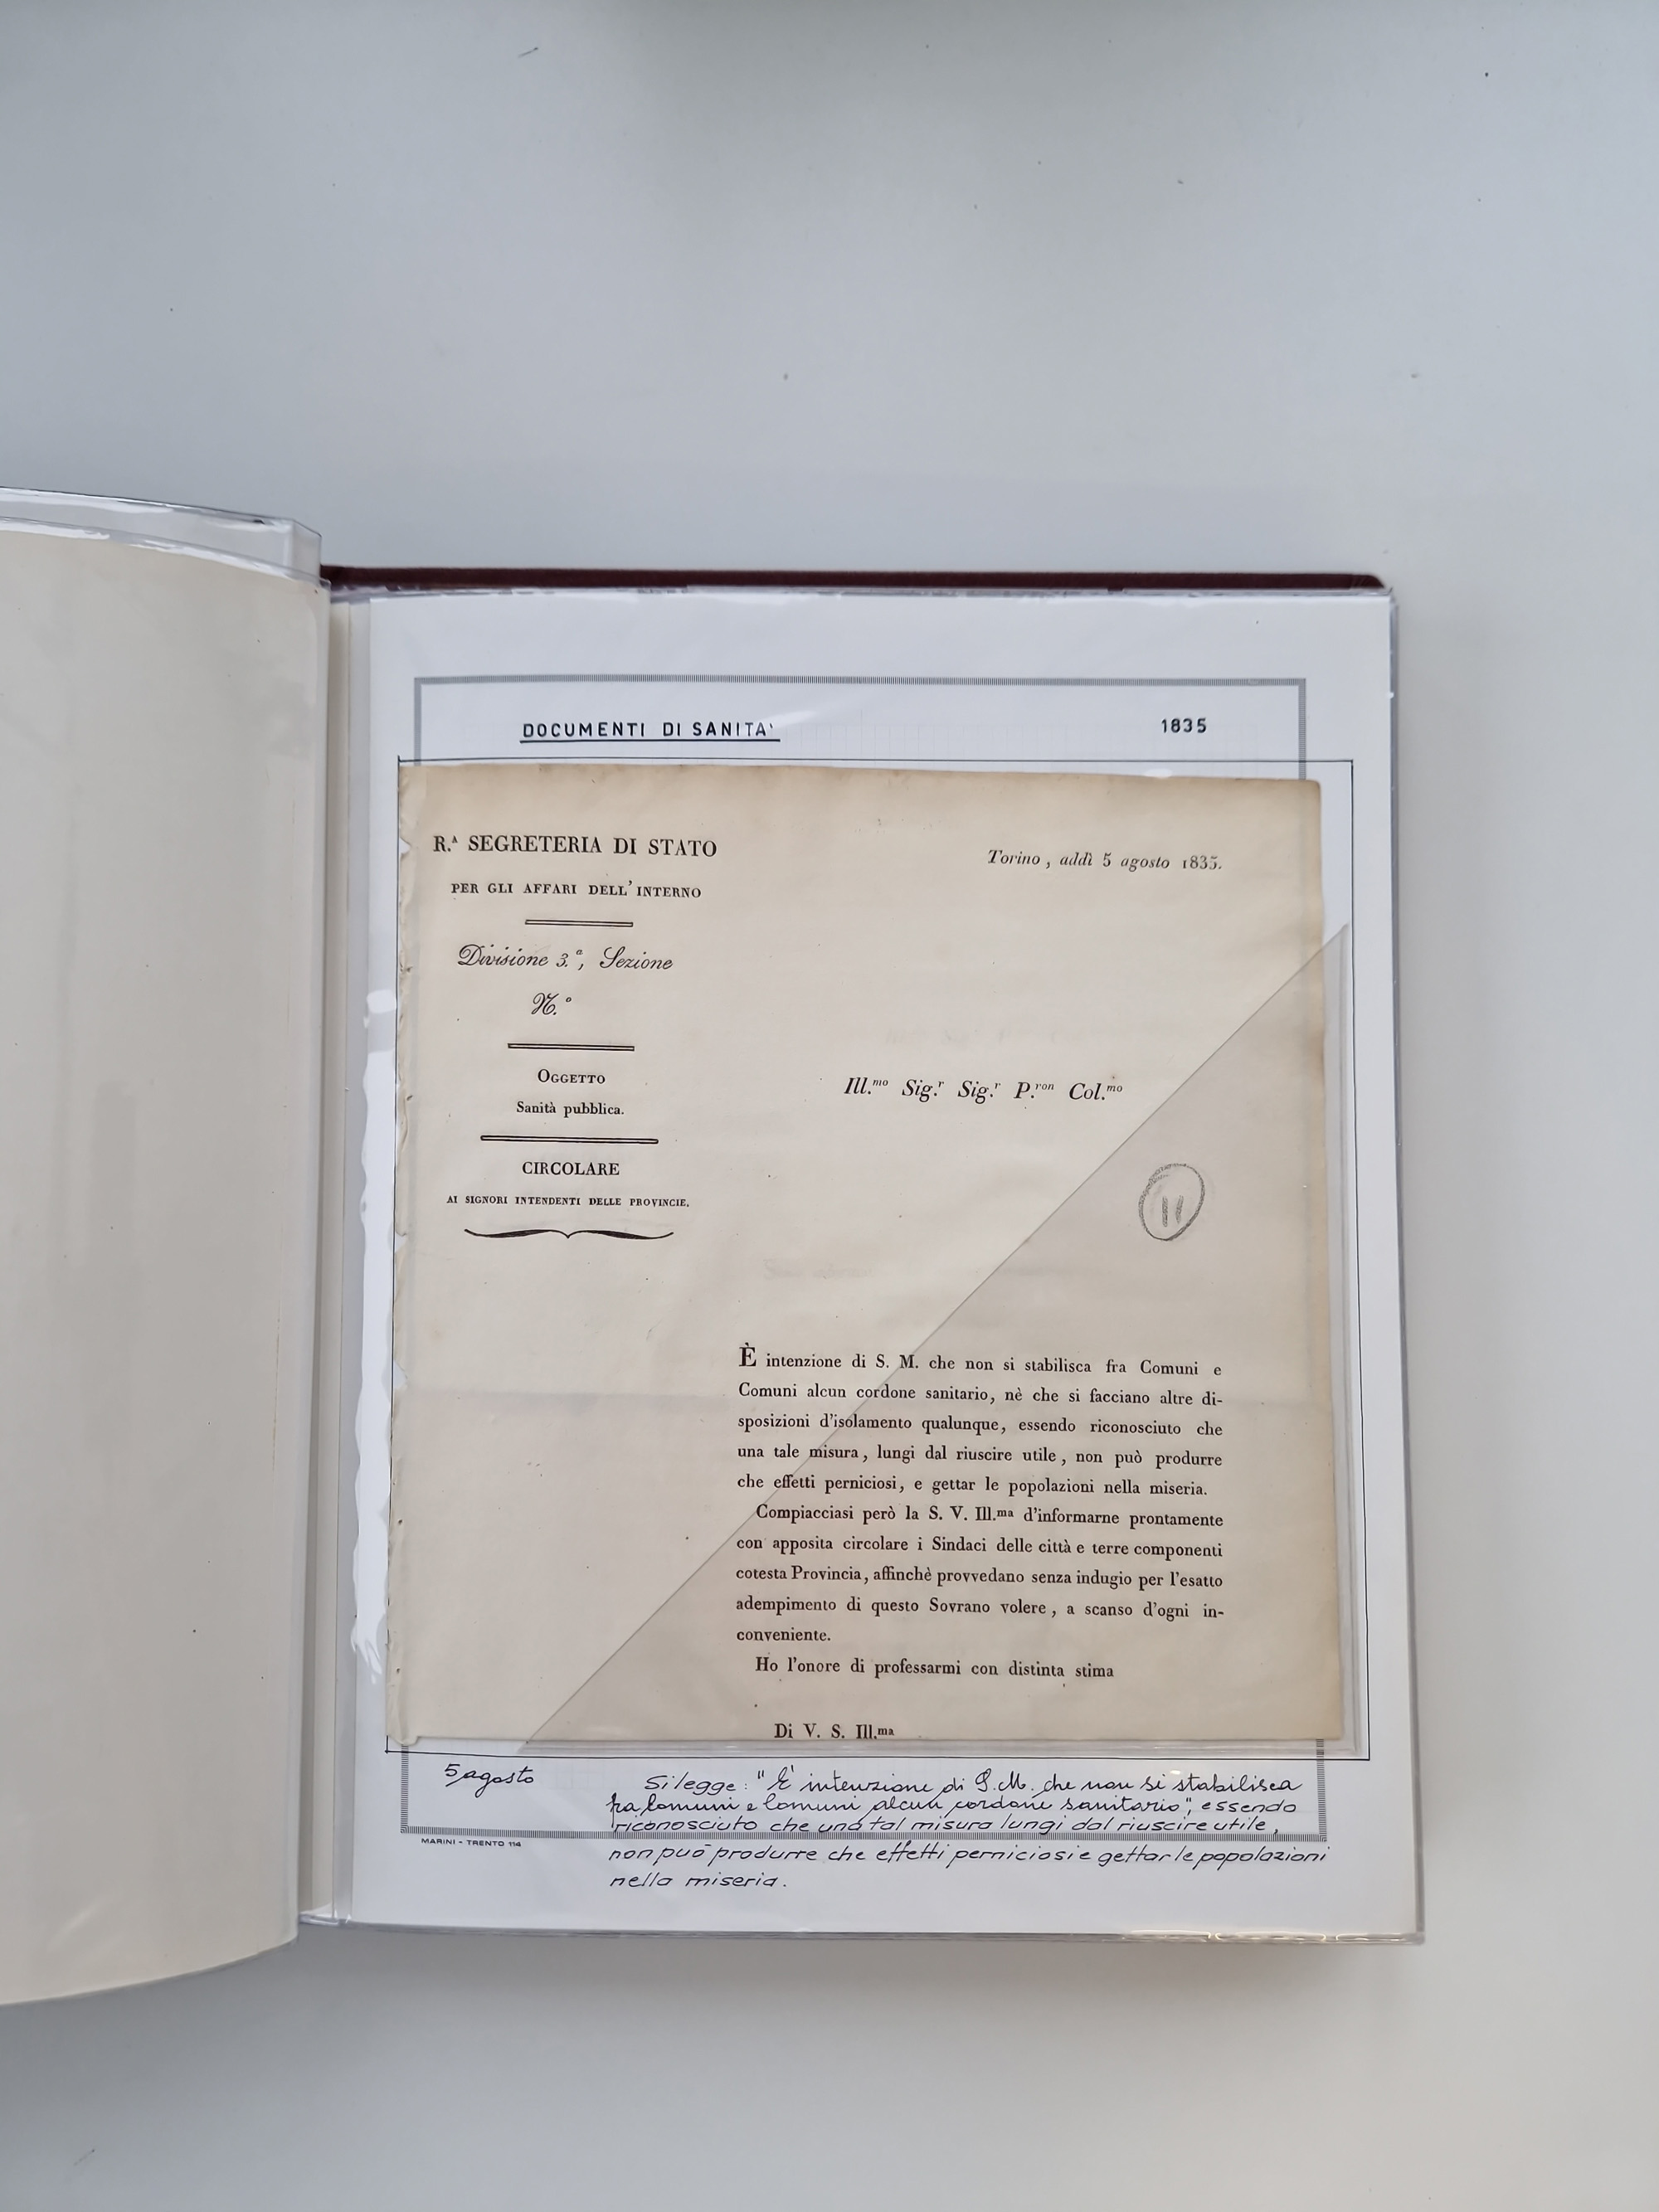 DOCUMENTI DI SANITA'
1835
R.A SEGRETERIA DI STATO
PER GLI AFFARI DELL'INTERNO
Divisione 3.a, Sezione
N.o
OGGETTO
Sanità pubblica.
CIRCOLARE
AI SIGNORI INTENDENTI DELLE PROVINCIE.
Torino, addì 5 agosto 1835.
Ill.mo Sig.r Sig.r P.ron Col.mo
11
È intenzione di S. M. che non si stabilisca fra Comuni e
Comuni alcun cordone sanitario, nè che si facciano altre di-
sposizioni d'isolamento qualunque, essendo riconosciuto che
una tale misura, lungi dal riuscire utile, non può produrre
che effetti perniciosi, e gettar le popolazioni nella miseria.
Compiacciasi però la S. V. Ill.ma d'informarne prontamente
con apposita circolare i Sindaci delle città e terre componenti
cotesta Provincia, affinchè provvedano senza indugio per l'esatto
adempimento di questo Sovrano volere, a scanso d'ogni in-
conveniente.
Ho l'onore di professarmi con distinta stima
Di V. S. Ill.ma
5 agosto
Si legge: "E' intenzione di S.M. che non si stabilisca
fra Comuni e Comuni alcun cordone sanitario", essendo
riconosciuto che una tal misura lungi dal riuscire utile,
non può produrre che effetti perniciosi e gettar le popolazioni
nella miseria.
MARINI - TRENTO 114